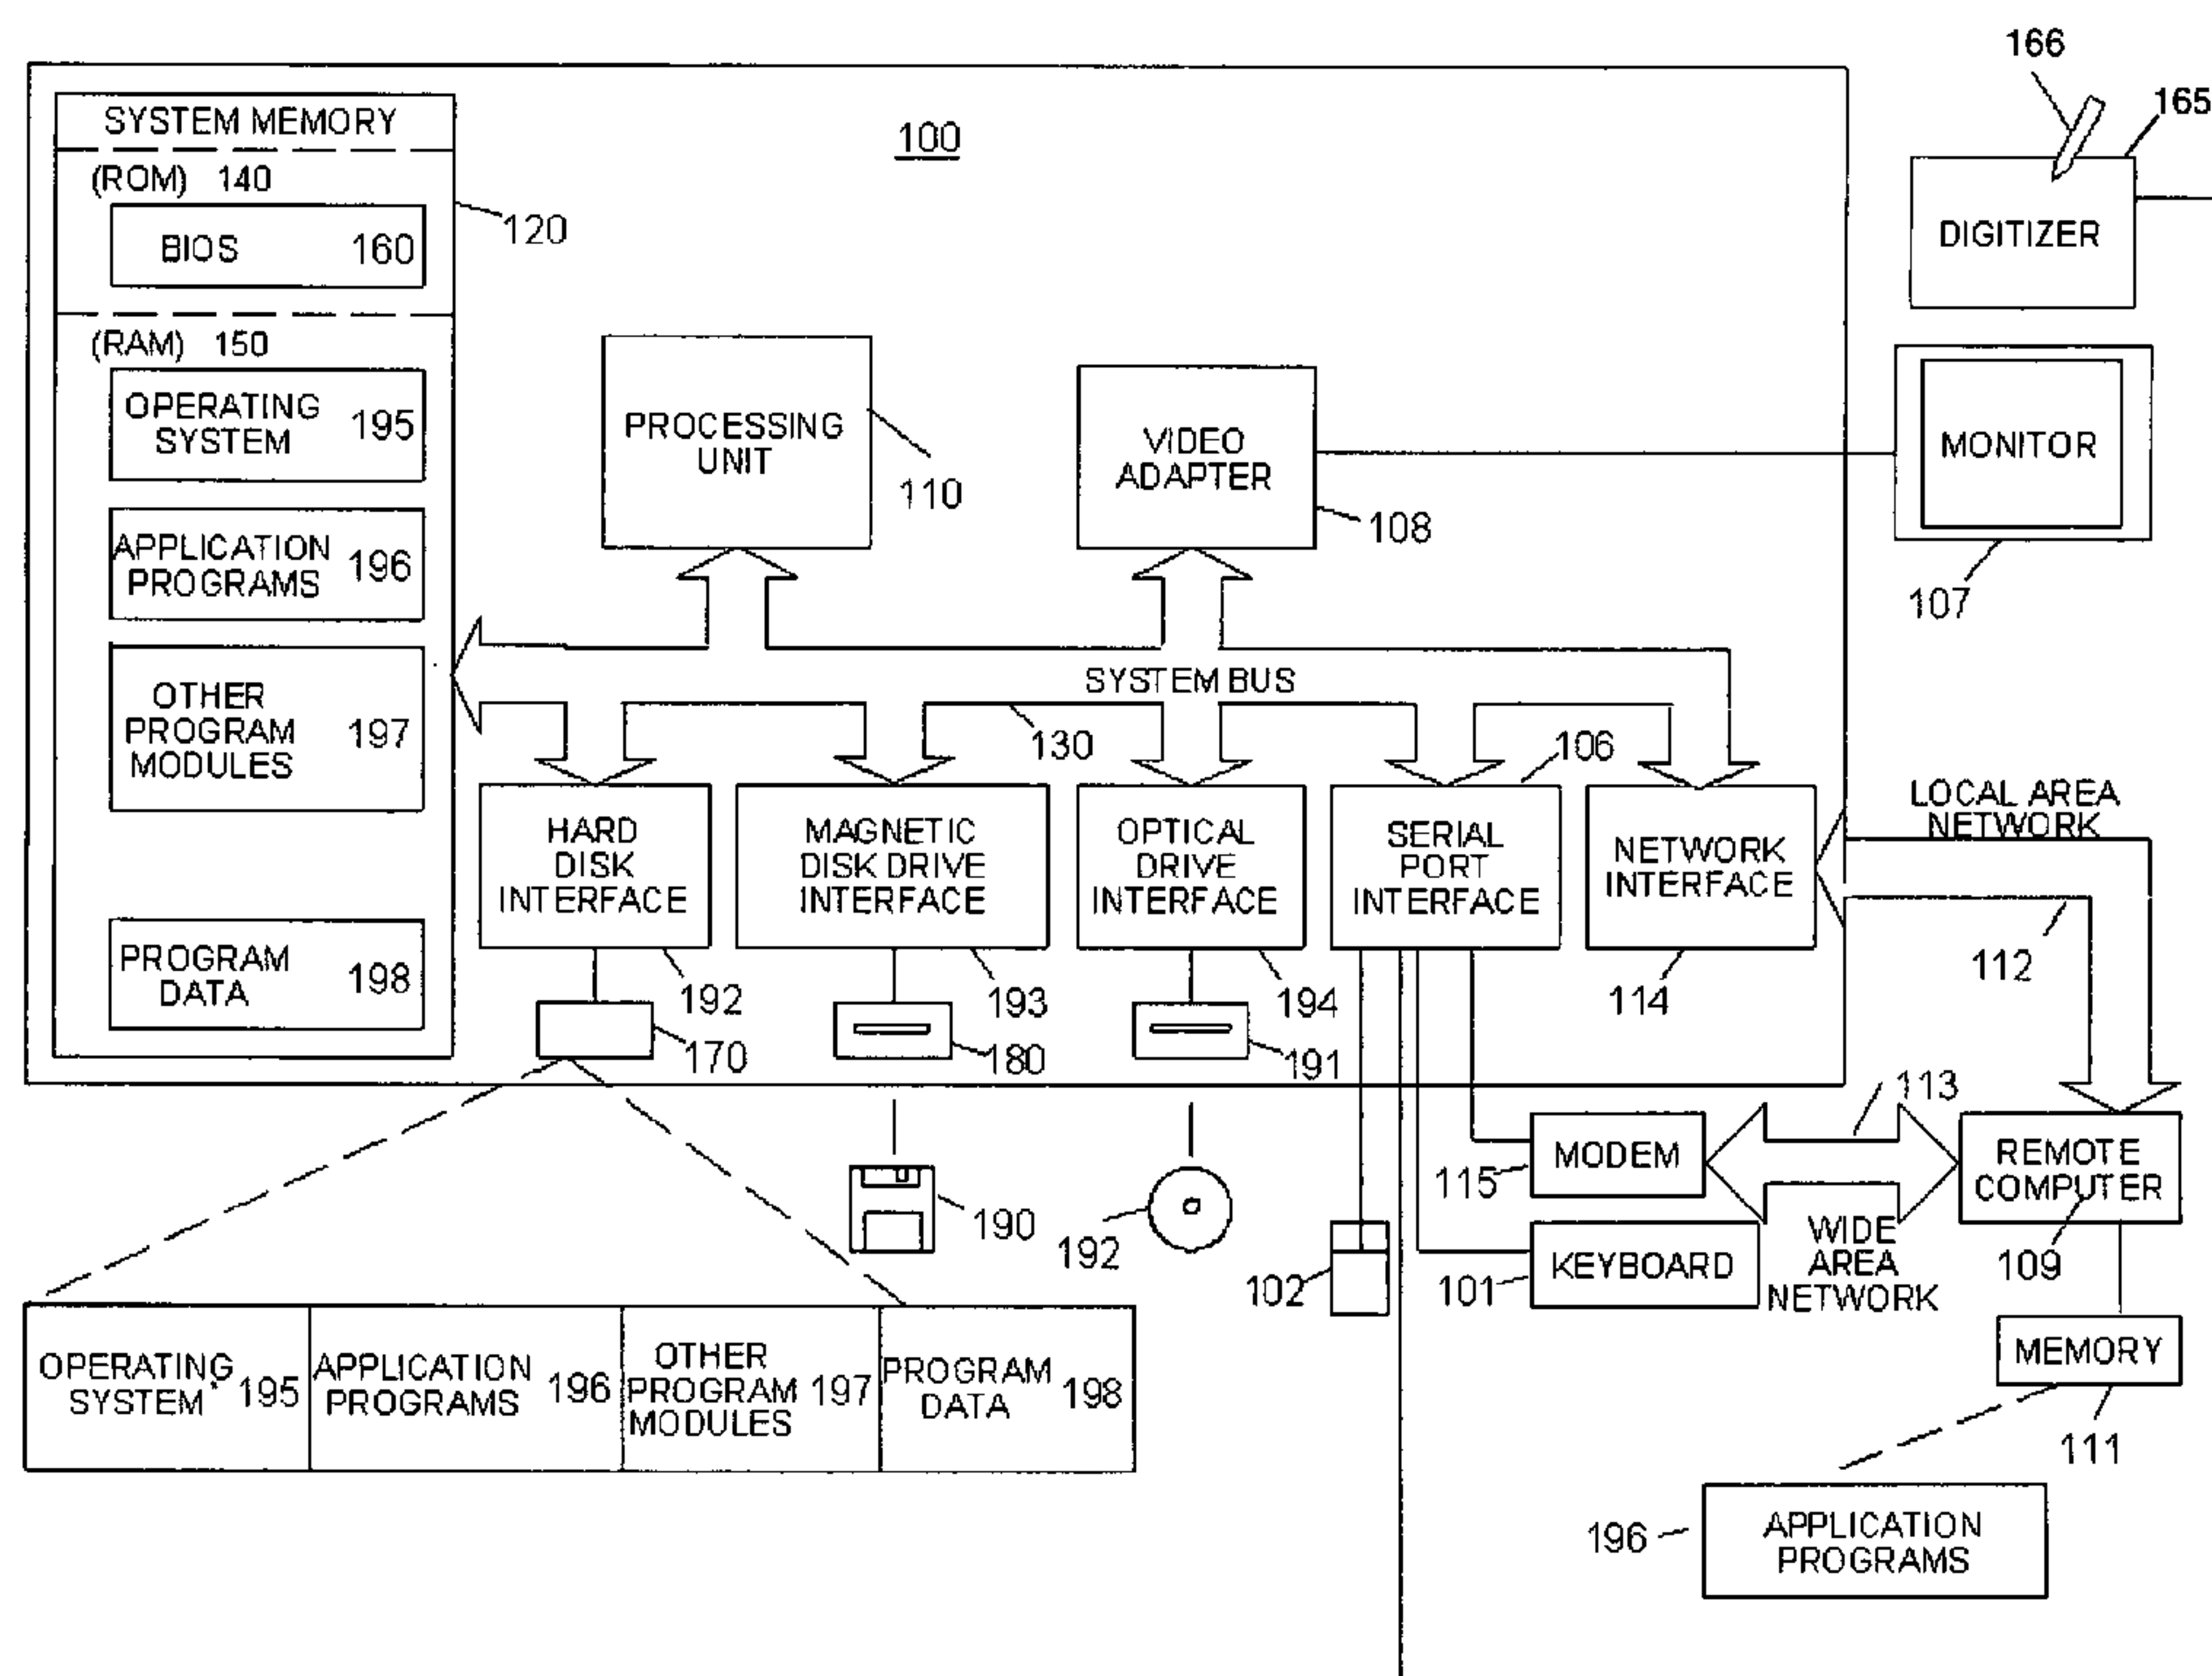 166
165
SYSTEM MEMORY
100
(ROM) 140
BIOS 160
120
DIGITIZER
(RAM) 150
OPERATING
SYSTEM
195
PROCESSING
UNIT
110
VIDEO
ADAPTER
108
MONITOR
107
APPLICATION
PROGRAMS
196
SYSTEM BUS
OTHER
PROGRAM
MODULES
197
130
106
HARD
DISK
INTERFACE
MAGNETIC
DISK DRIVE
INTERFACE
OPTICAL
DRIVE
INTERFACE
SERIAL
PORT
INTERFACE
NETWORK
INTERFACE
LOCAL AREA
NETWORK
112
PROGRAM
DATA
198
192
193
194
114
170
180
191
113
MODEM
115
REMOTE
COMPUTER
109
190
192
102
101
KEYBOARD
WIDE
AREA
NETWORK
MEMORY
111
OPERATING
SYSTEM
195
APPLICATION
PROGRAMS
196
OTHER
PROGRAM
MODULES
197
PROGRAM
DATA
198
196
APPLICATION
PROGRAMS